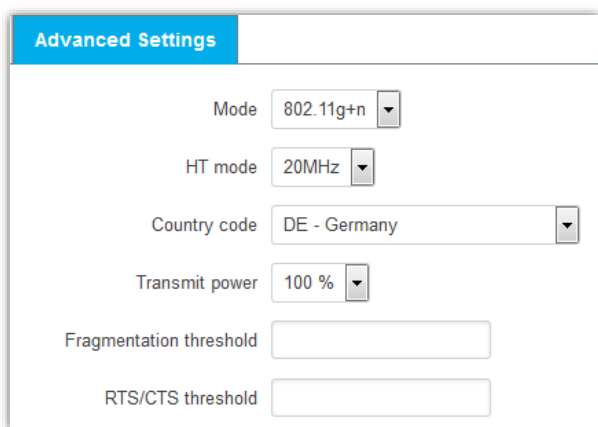 Advanced Settings
Mode 802.11g+n
HT mode 20MHz
Country code DE - Germany
Transmit power 100 %
Fragmentation threshold
RTS/CTS threshold